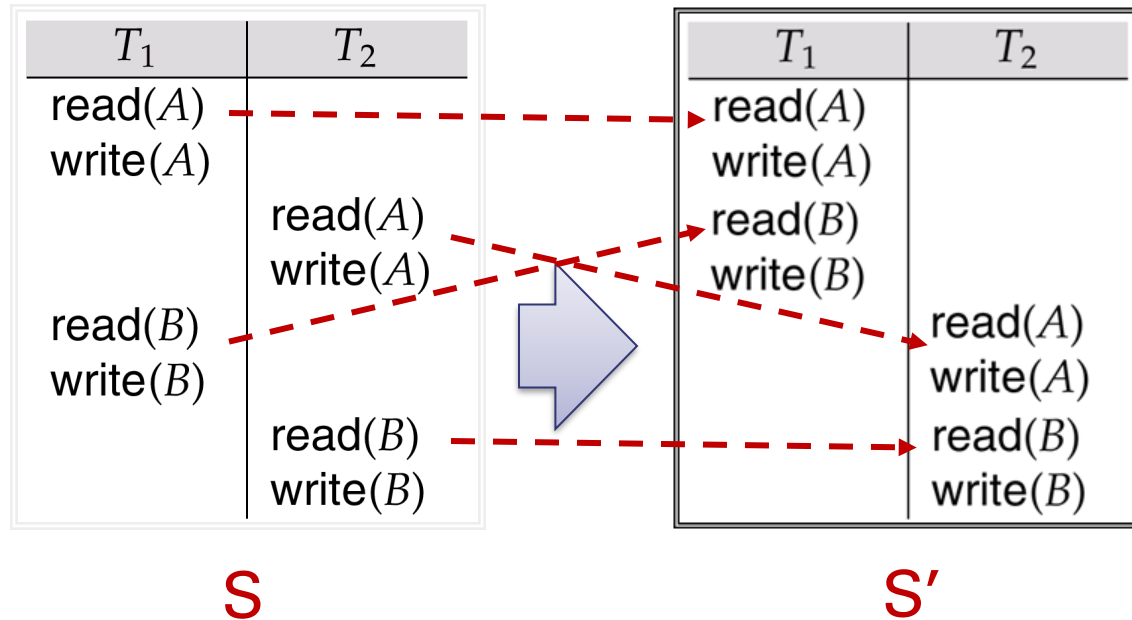 T₁ T₂
read(A)
write(A)
read(A)
write(A)
read(B)
write(B)
read(B)
write(B)
S
T₁ T₂
read(A)
write(A)
read(B)
write(B)
read(A)
write(A)
read(B)
write(B)
S′